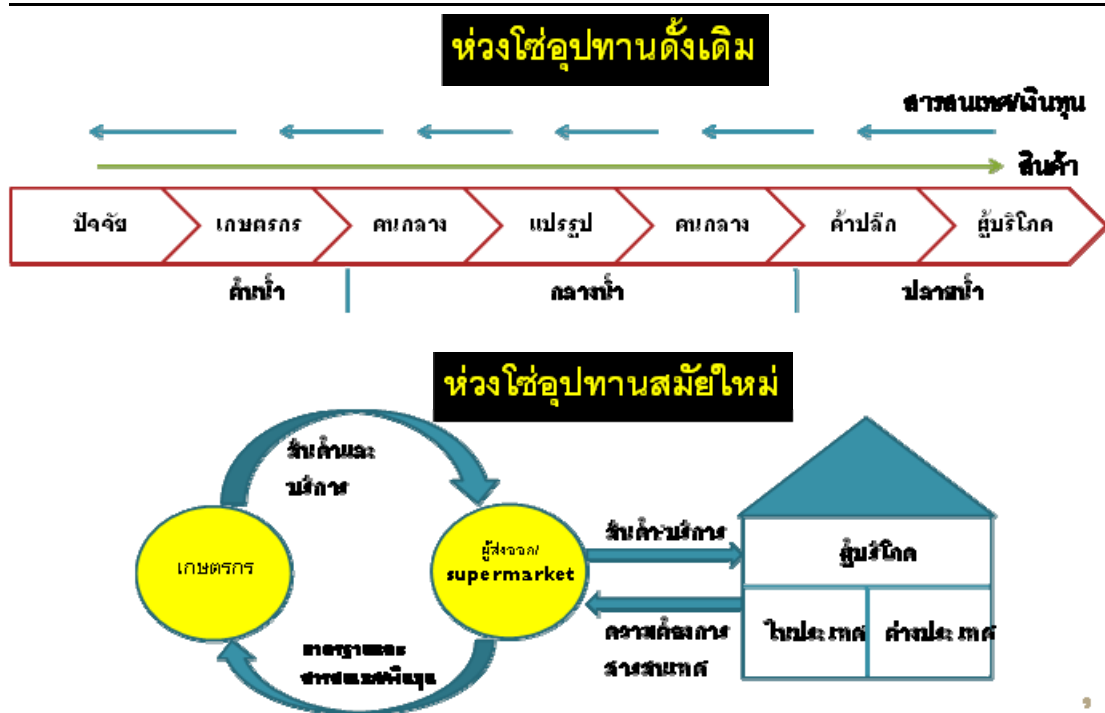 ห่วงโซ่อุปทานดั้งเดิม
สารสนเทศ/เงินทุน
สินค้า
ปัจจัย เกษตรกร คนกลาง แปรรูป คนกลาง ค้าปลีก ผู้บริโภค
ต้นน้ำ กลางน้ำ ปลายน้ำ
ห่วงโซ่อุปทานสมัยใหม่
สินค้าและ
บริการ
เกษตรกร
ผู้ส่งออก/
supermarket
สินค้า/บริการ
ผู้บริโภค
ความต้องการ
สารสนเทศ
ในประเทศ ต่างประเทศ
มาตรฐานและ
สารสนเทศ/เงินทุน